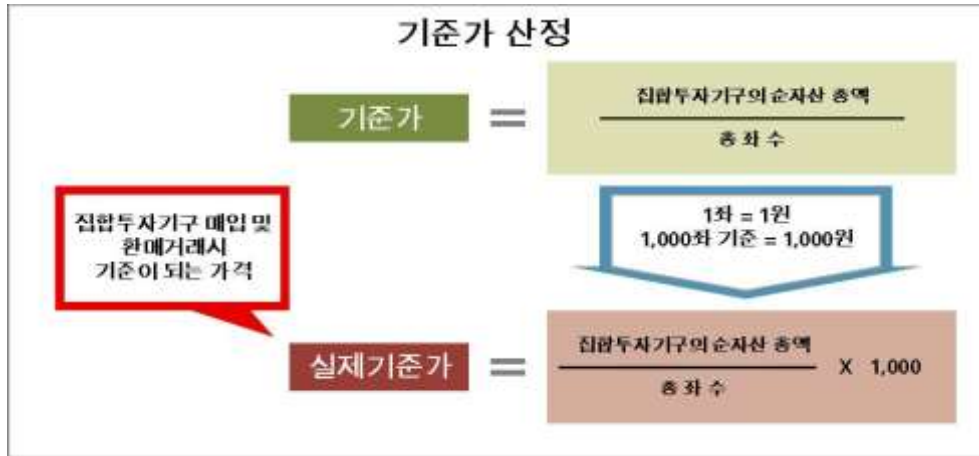 기준가 산정
기준가
=
집합투자기구의 순자산 총액
총 좌 수
집합투자기구 매입 및
환매거래시
기준이 되는 가격
1좌 = 1원
1,000좌 기준 = 1,000원
실제기준가
=
집합투자기구의 순자산 총액
총 좌 수
X 1,000